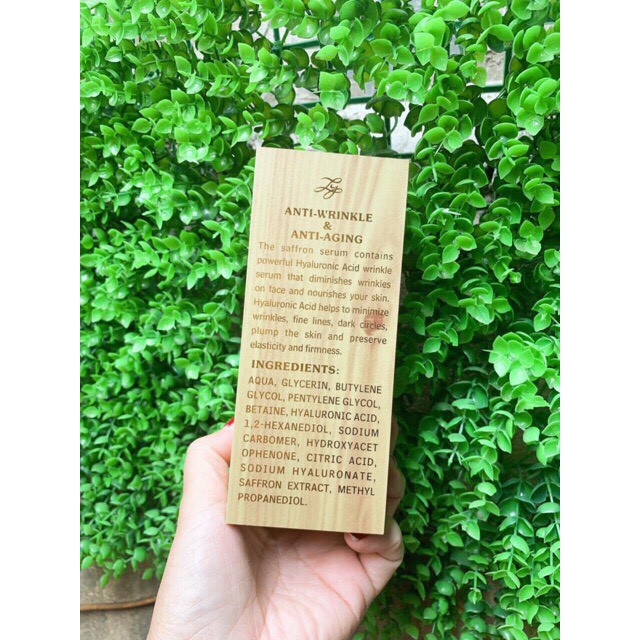 ANTI-WRINKLE
&
ANTI-AGING
The saffron serum contains
powerful Hyaluronic Acid wrinkle
serum that diminishes wrinkles
on face and nourishes your skin.
Hyaluronic Acid helps to minimize
wrinkles, fine lines, dark circles,
plump the skin and preserve
elasticity and firmness.
INGREDIENTS:
AQUA, GLYCERIN, BUTYLENE
GLYCOL, PENTYLENE GLYCOL,
BETAINE, HYALURONIC ACID,
1,2-HEXANEDIOL, SODIUM
CARBOMER, HYDROXYACET
OPHENONE, CITRIC ACID,
SODIUM HYALURONATE,
SAFFRON EXTRACT, METHYL
PROPANEDIOL.